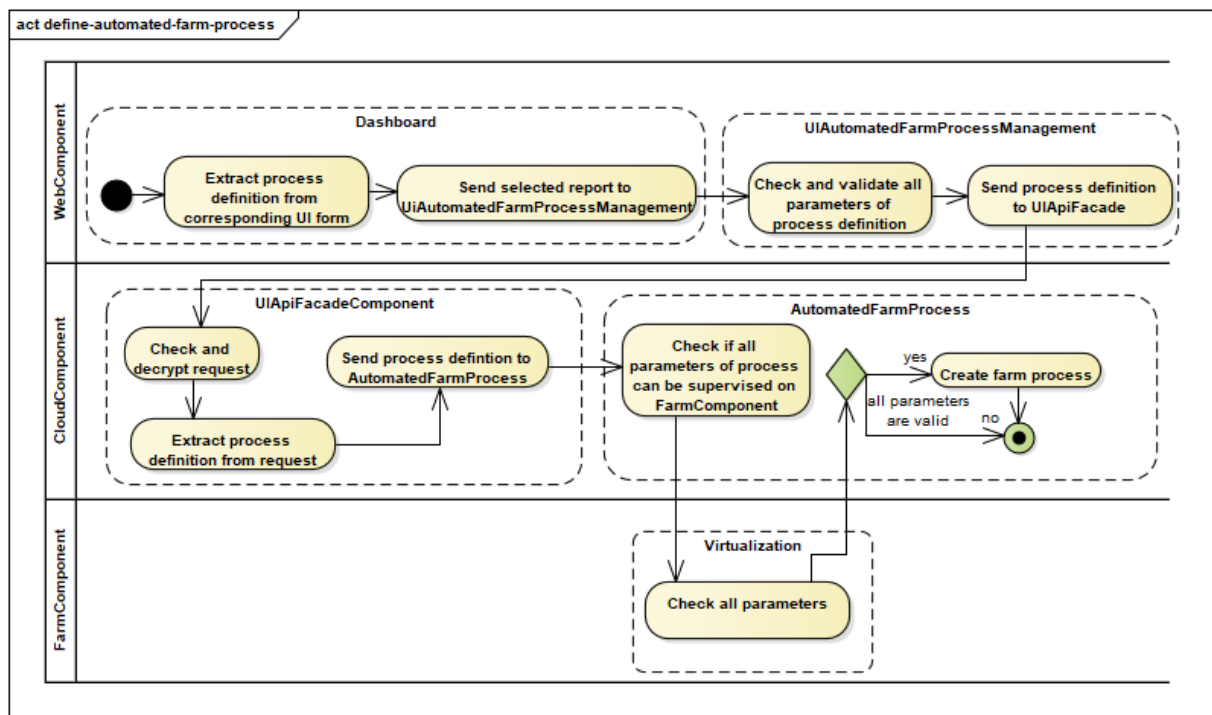 act define-automated-farm-process
WebComponent
Dashboard
Extract process
definition from
corresponding UI form
Send selected report to
UiAutomatedFarmProcessManagement
UIAutomatedFarmProcessManagement
Check and validate all
parameters of
process definition
Send process definition
to UIApiFacade
CloudComponent
UIApiFacadeComponent
Check and
decrypt request
Extract process
definition from request
Send process defintion to
AutomatedFarmProcess
AutomatedFarmProcess
Check if all
parameters of process
can be supervised on
FarmComponent
yes
Create farm process
all parameters
are valid
no
FarmComponent
Virtualization
Check all parameters